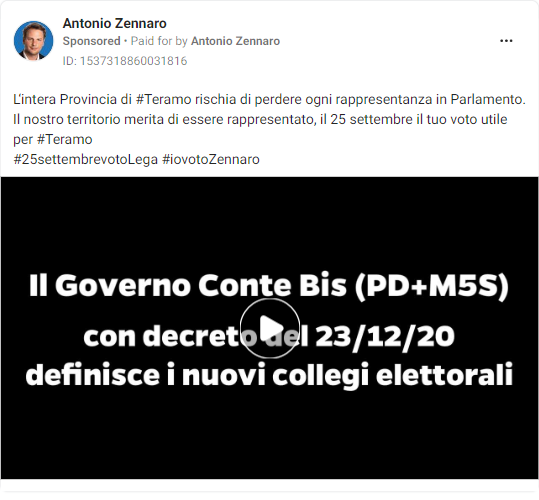 Antonio Zennaro
Sponsored • Paid for by Antonio Zennaro
ID: 1537318860031816
L'intera Provincia di #Teramo rischia di perdere ogni rappresentanza in Parlamento.
Il nostro territorio merita di essere rappresentato, il 25 settembre il tuo voto utile
per #Teramo
#25settembrevotoLega #iovotoZennaro
Il Governo Conte Bis (PD+M5S)
con decreto del 23/12/20
definisce i nuovi collegi elettorali